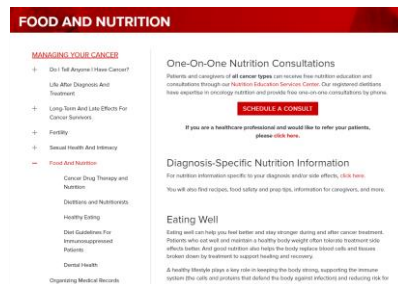 FOOD AND NUTRITION
MANAGING YOUR CANCER
+ Do I Tell Anyone I Have Cancer?
Life After Diagnosis And
Treatment
+ Long-Term And Late Effects For
Cancer Survivors
+ Fertility
+ Sexual Health And Intimacy
— Food And Nutrition
Cancer Drug Therapy and
Nutrition
Dietitians and Nutritionists
Healthy Eating
Diet Guidelines For
Immunosuppressed
Patients
Dental Health
Organizing Medical Records
One-On-One Nutrition Consultations
Patients and caregivers of all cancer types can receive free nutrition education and
consultations through our Nutrition Education Services Center. Our registered dietitians
have expertise in oncology nutrition and provide free one-on-one consultations by phone.
SCHEDULE A CONSULT
If you are a healthcare professional and would like to refer your patients,
please click here.
Diagnosis-Specific Nutrition Information
For nutrition information specific to your diagnosis and/or side effects, click here.
You will also find recipes, food safety and prep tips, information for caregivers, and more.
Eating Well
Eating well can help you feel better and stay stronger during and after cancer treatment.
Patients who eat well and maintain a healthy body weight often tolerate treatment side
effects better. And good nutrition also helps the body replace blood cells and tissues
broken down by treatment to support healing and recovery.
A healthy lifestyle plays a key role in keeping the body strong, supporting the immune
system (the cells and proteins that defend the body against infection) and reducing risk for